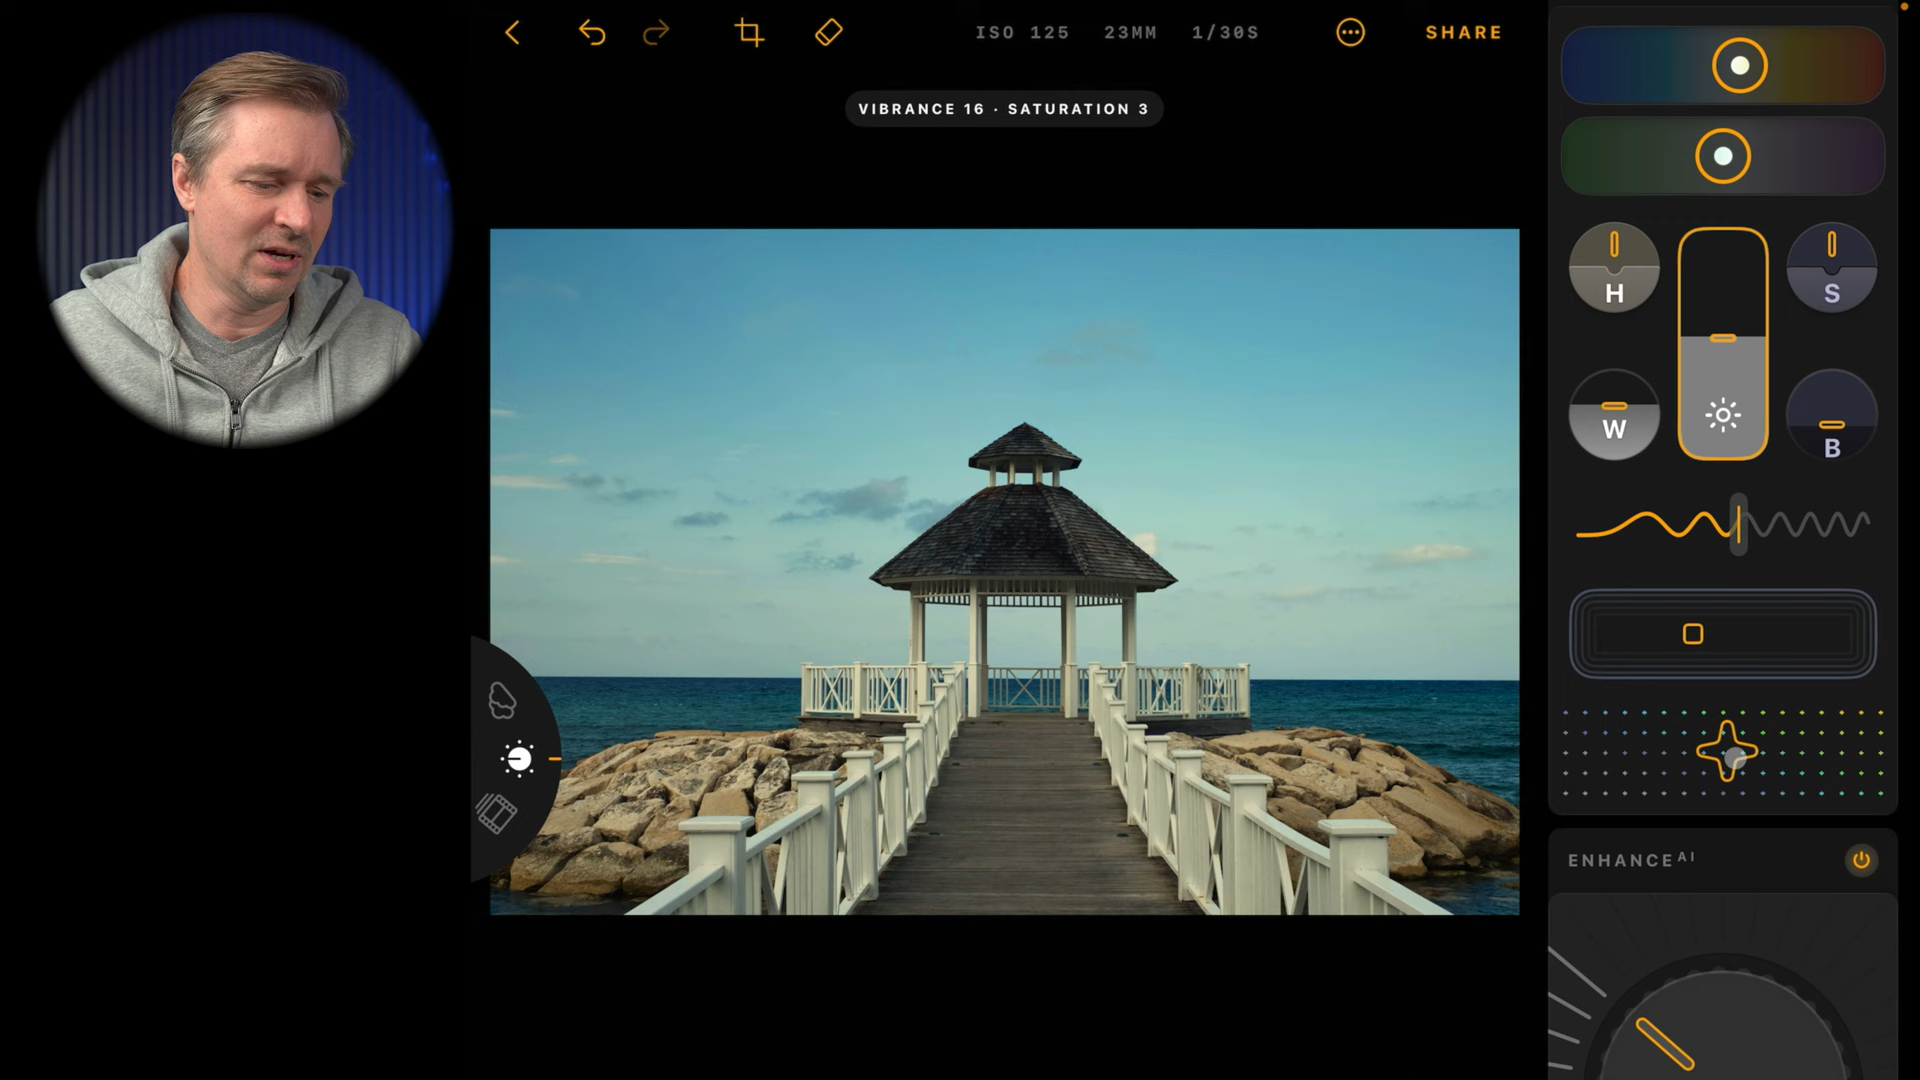 ISO 125 23MM 1/30S SHARE
VIBRANCE 16 · SATURATION 3
H S
W B
ENHANCE AI